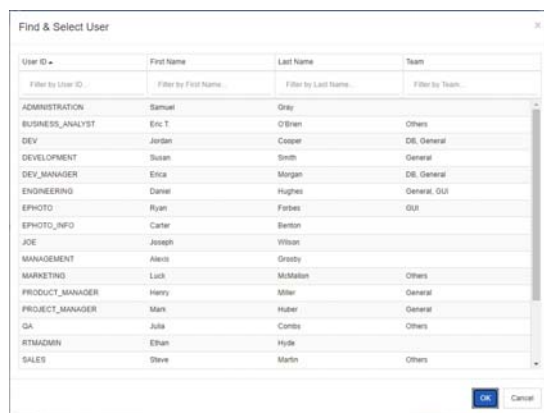 Find & Select User
User ID First Name Last Name Team
Filter by User ID... Filter by First Name... Filter by Last Name... Filter by Team...
ADMINISTRATION Samuel Gray
BUSINESS_ANALYST Eric T. O'Brien Others
DEV Jordan Cooper DB, General
DEVELOPMENT Susan Smith General
DEV_MANAGER Erica Morgan DB, General
ENGINEERING Daniel Hughes General, GUI
EPHOTO Ryan Forbes GUI
EPHOTO_INFO Carter Benton
JOE Joseph Wilson
MANAGEMENT Alexis
MARKETING Luck Others
PRODUCT_MANAGER Henry Miller General
PROJECT_MANAGER Mark Huber General
QA Julia Combs Others
RTMADMIN Ethan Hyde
SALES Steve Martin Others
OK Cancel